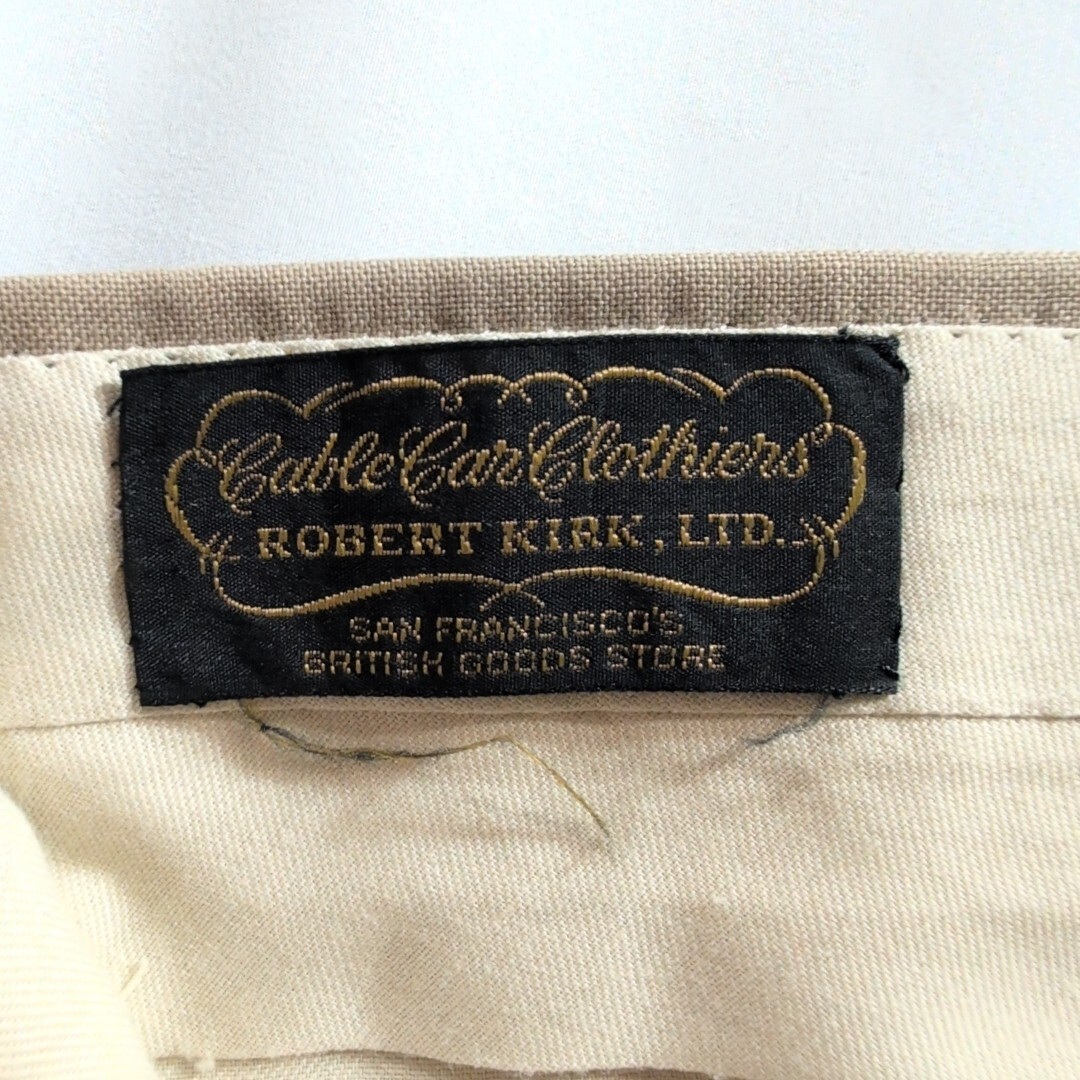 Cable Car Clothiers
ROBERT KIRK, LTD.
SAN FRANCISCO'S
BRITISH GOODS STORE